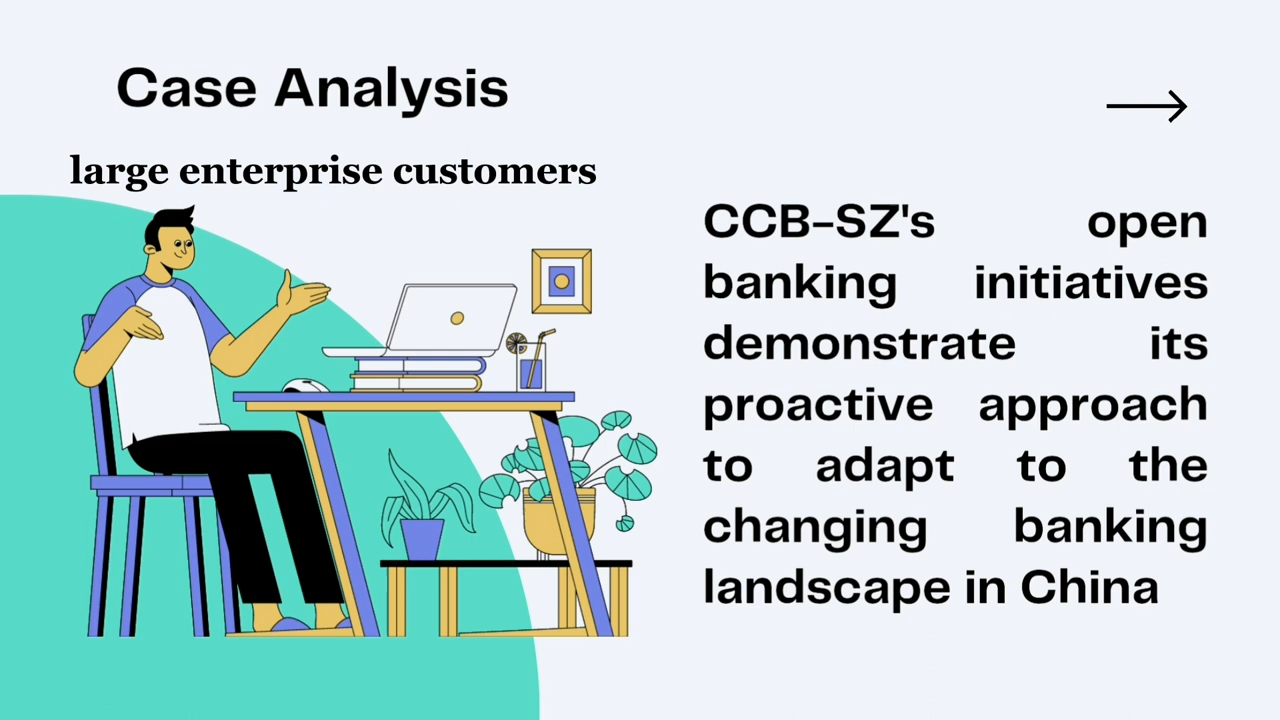 Case Analysis
large enterprise customers
CCB-SZ's open
banking initiatives
demonstrate its
proactive approach
to adapt to the
changing banking
landscape in China